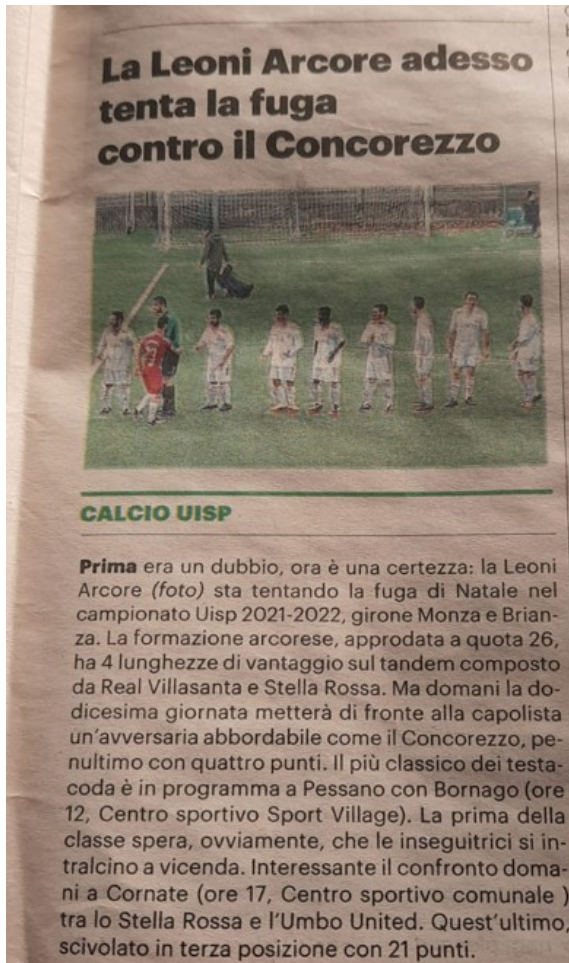 La Leoni Arcore adesso
tenta la fuga
contro il Concorezzo
CALCIO UISP
Prima era un dubbio, ora è una certezza: la Leoni
Arcore (foto) sta tentando la fuga di Natale nel
campionato Uisp 2021-2022, girone Monza e Brian-
za. La formazione arcorese, approdata a quota 26,
ha 4 lunghezze di vantaggio sul tandem composto
da Real Villasanta e Stella Rossa. Ma domani la do-
dicesima giornata metterà di fronte alla capolista
un'avversaria abbordabile come il Concorezzo, pe-
nultimo con quattro punti. Il più classico dei testa-
coda è in programma a Pessano con Bornago (ore
12, Centro sportivo Sport Village). La prima della
classe spera, ovviamente, che le inseguitrici si in-
tralcino a vicenda. Interessante il confronto doma-
ni a Cornate (ore 17, Centro sportivo comunale )
tra lo Stella Rossa e l'Umbo United. Quest'ultimo,
scivolato in terza posizione con 21 punti.